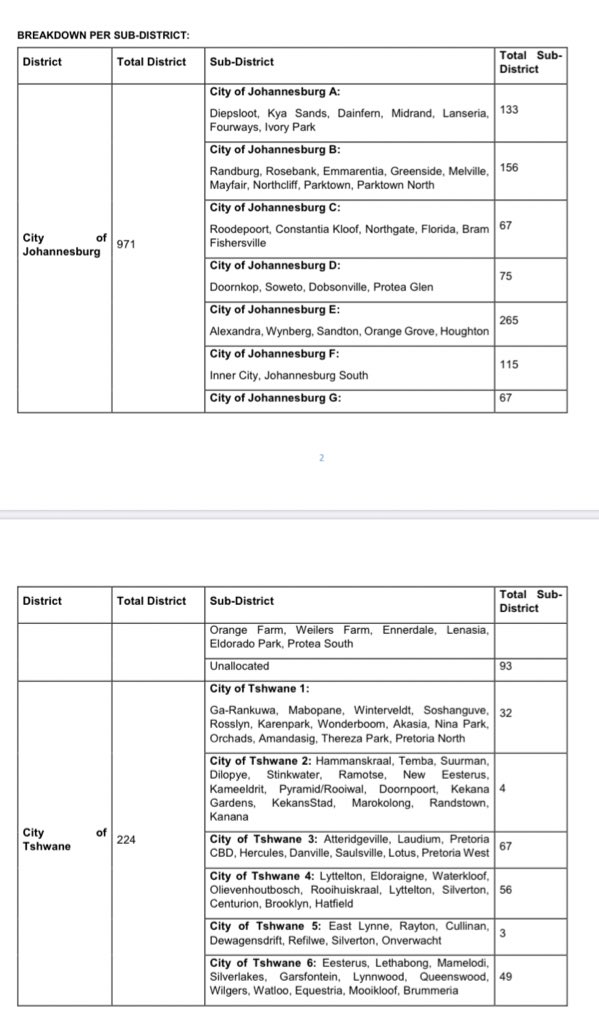 BREAKDOWN PER SUB-DISTRICT:
District Total District Sub-District Total Sub-
District
City of Johannesburg A:
Diepsloot, Kya Sands, Dainfern, Midrand, Lanseria, 133
Fourways, Ivory Park
City of Johannesburg B:
Randburg, Rosebank, Emmarentia, Greenside, Melville, 156
Mayfair, Northcliff, Parktown, Parktown North
City of Johannesburg C:
Roodepoort, Constantia Kloof, Northgate, Florida, Bram 67
Fishersville
City of
Johannesburg 971
City of Johannesburg D:
Doornkop, Soweto, Dobsonville, Protea Glen 75
City of Johannesburg E:
Alexandra, Wynberg, Sandton, Orange Grove, Houghton 265
City of Johannesburg F:
Inner City, Johannesburg South 115
City of Johannesburg G: 67
2
District Total District Sub-District Total Sub-
District
Orange Farm, Weilers Farm, Ennerdale, Lenasia,
Eldorado Park, Protea South
Unallocated 93
City of Tshwane 1:
Ga-Rankuwa, Mabopane, Winterveldt, Soshanguve, 32
Rosslyn, Karenpark, Wonderboom, Akasia, Nina Park,
Orchads, Amandasig, Thereza Park, Pretoria North
City of Tshwane 2: Hammanskraal, Temba, Suurman,
Dilopye, Stinkwater, Ramotse, New Eesterus,
Kameeldrit, Pyramid/Rooiwal, Doornpoort, Kekana 4
Gardens, KekansStad, Marokolong, Randstown,
Kanana
City of
Tshwane 224
City of Tshwane 3: Atteridgeville, Laudium, Pretoria 67
CBD, Hercules, Danville, Saulsville, Lotus, Pretoria West
City of Tshwane 4: Lyttelton, Eldoraigne, Waterkloof,
Olievenhoutbosch, Rooihuiskraal, Lyttelton, Silverton, 56
Centurion, Brooklyn, Hatfield
City of Tshwane 5: East Lynne, Rayton, Cullinan, 3
Dewagensdrift, Refilwe, Silverton, Onverwacht
City of Tshwane 6: Eesterus, Lethabong, Mamelodi,
Silverlakes, Garsfontein, Lynnwood, Queenswood, 49
Wilgers, Watloo, Equestria, Mooikloof, Brummeria